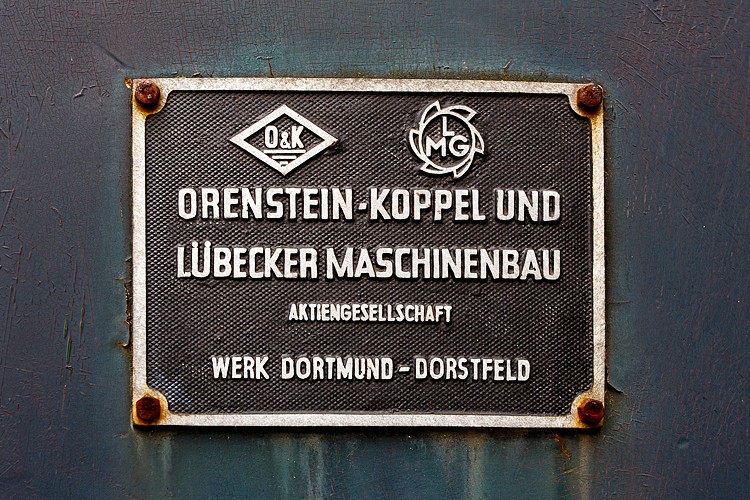 O&K LMG
ORENSTEIN-KOPPEL UND
LÜBECKER MASCHINENBAU
AKTIENGESELLSCHAFT
WERK DORTMUND-DORSTFELD